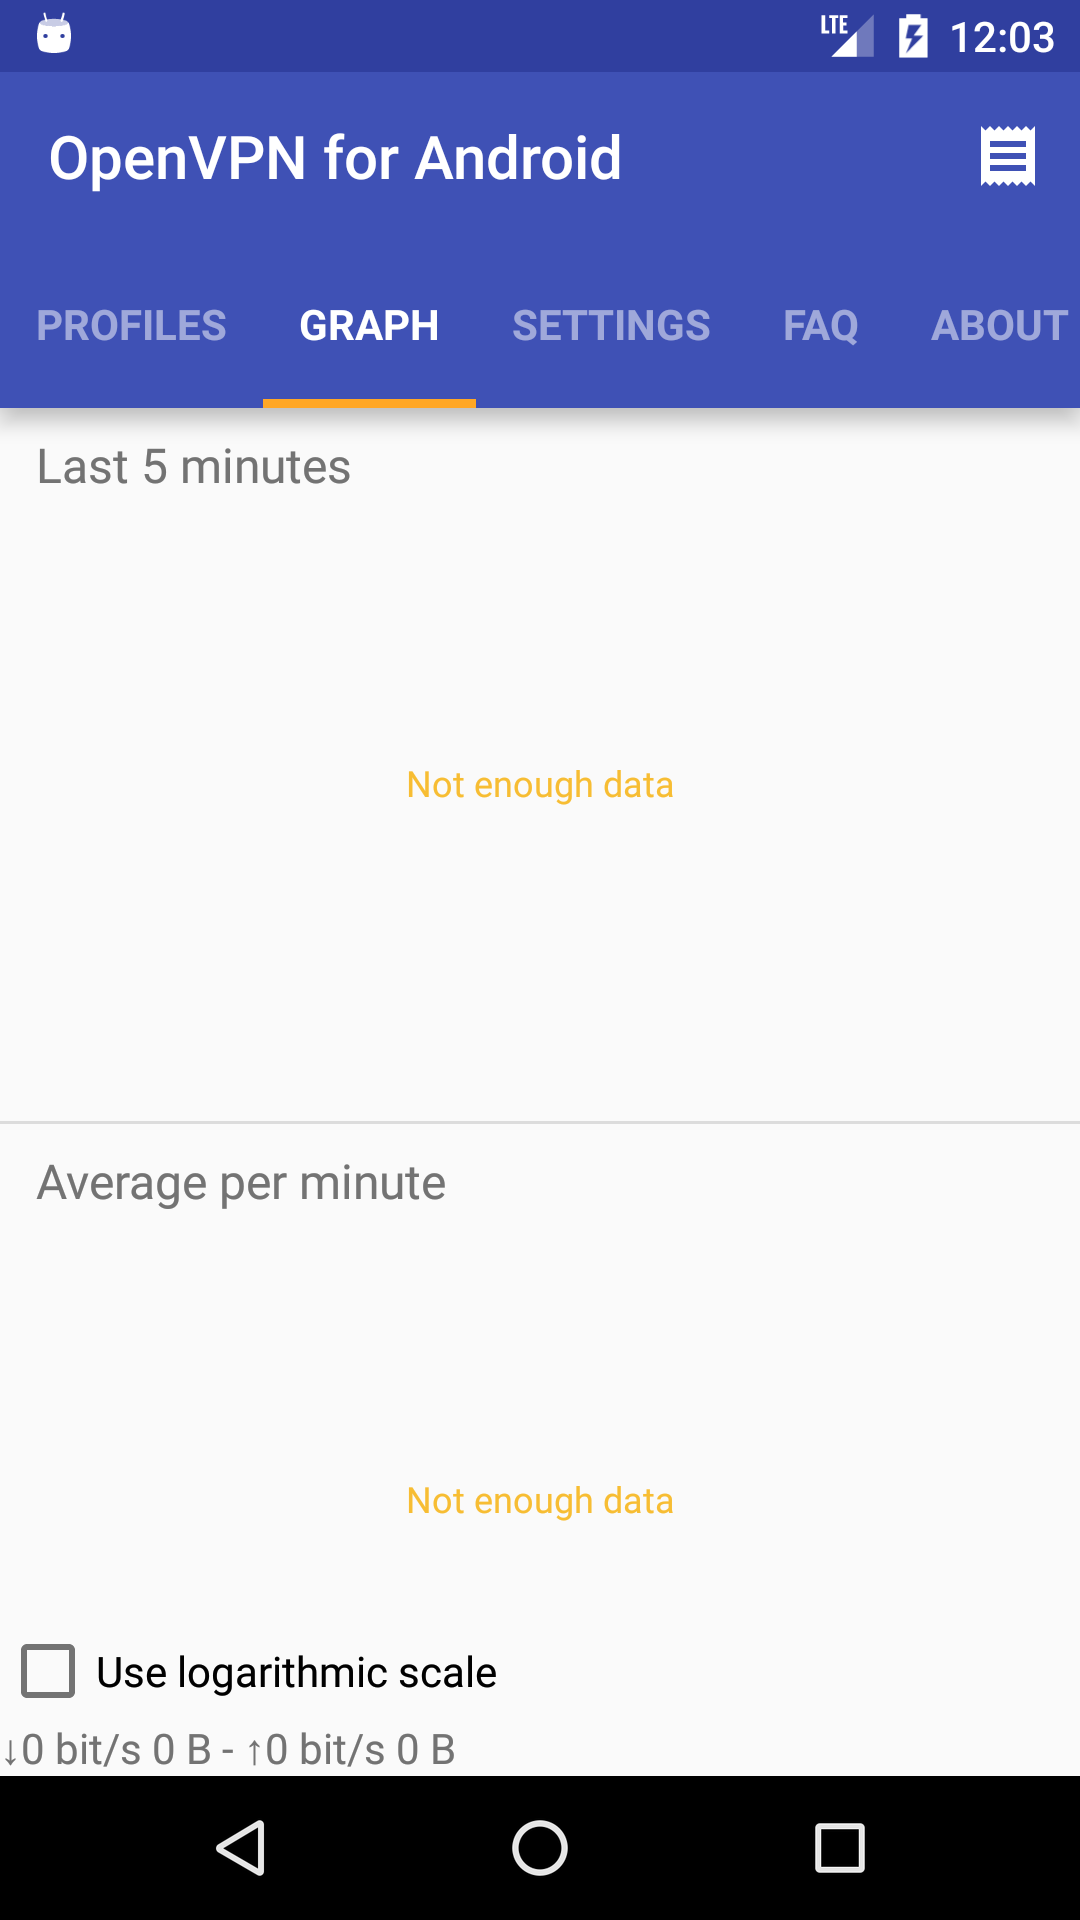 LTE 12:03
OpenVPN for Android
PROFILES GRAPH SETTINGS FAQ ABOUT
Last 5 minutes
Not enough data
Average per minute
Not enough data
Use logarithmic scale
↓0 bit/s 0 B - ↑0 bit/s 0 B